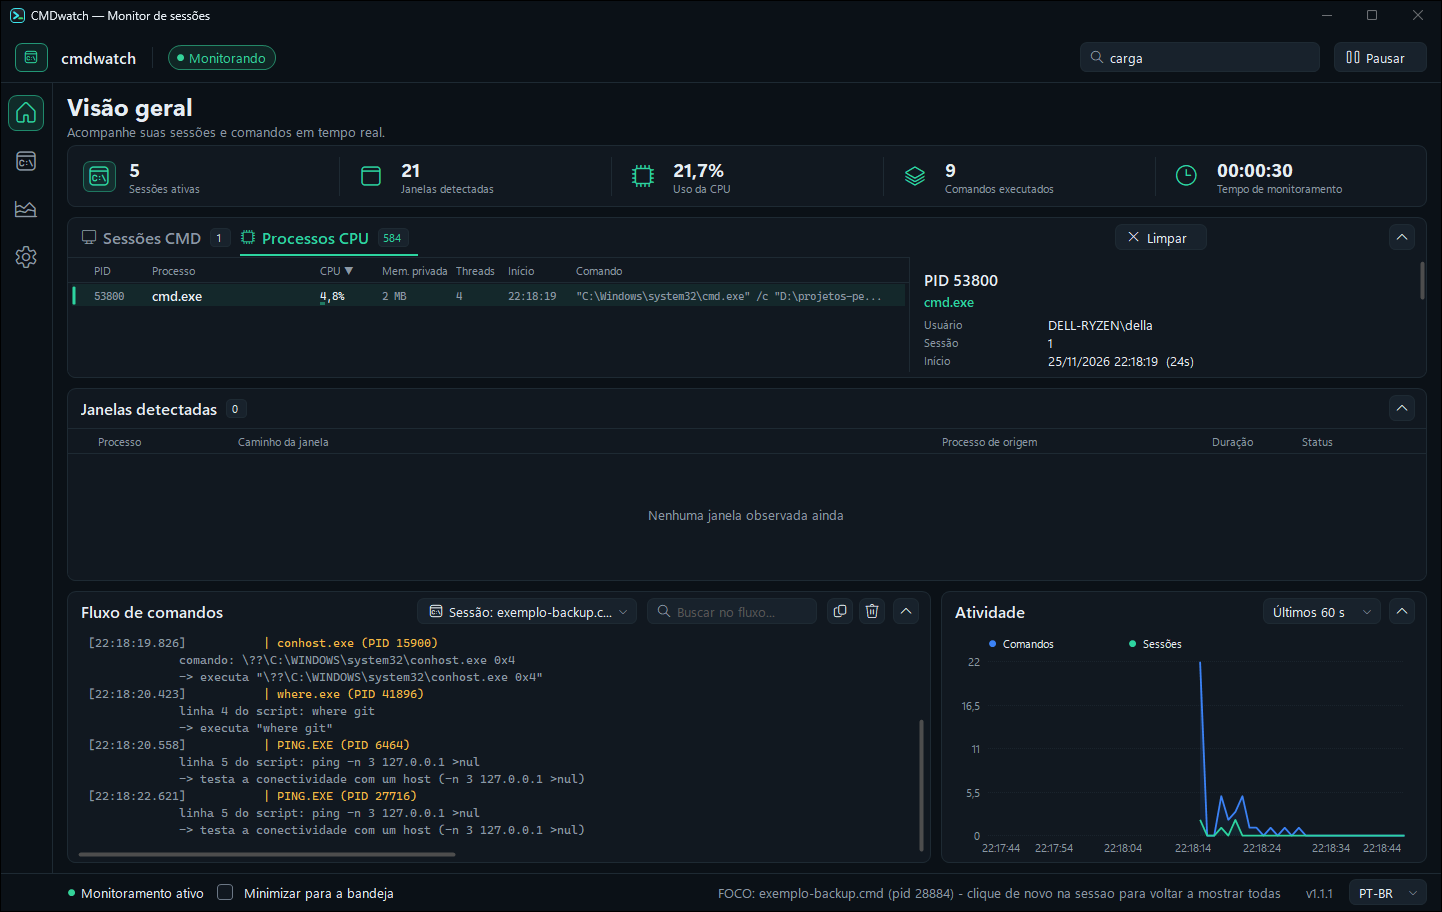 CMDwatch — Monitor de sessões
cmdwatch
Monitorando
carga
Pausar
Visão geral
Acompanhe suas sessões e comandos em tempo real.
5
Sessões ativas
21
Janelas detectadas
21,7%
Uso da CPU
9
Comandos executados
00:00:30
Tempo de monitoramento
Sessões CMD 1
Processos CPU 584
Limpar
PID Processo CPU ▼ Mem. privada Threads Início Comando
53800 cmd.exe 4,8% 2 MB 4 22:18:19 "C:\Windows\system32\cmd.exe" /c "D:\projetos-pe...
PID 53800
cmd.exe
Usuário DELL-RYZEN\della
Sessão 1
Início 25/11/2026 22:18:19 (24s)
Janelas detectadas 0
Processo Caminho da janela Processo de origem Duração Status
Nenhuma janela observada ainda
Fluxo de comandos
Sessão: exemplo-backup.c...
Buscar no fluxo...
[22:18:19.826] | conhost.exe (PID 15900)
comando: \??\C:\WINDOWS\system32\conhost.exe 0x4
-> executa "\??\C:\WINDOWS\system32\conhost.exe 0x4"
[22:18:20.423] | where.exe (PID 41896)
linha 4 do script: where git
-> executa "where git"
[22:18:20.558] | PING.EXE (PID 6464)
linha 5 do script: ping -n 3 127.0.0.1 >nul
-> testa a conectividade com um host (-n 3 127.0.0.1 >nul)
[22:18:22.621] | PING.EXE (PID 27716)
linha 5 do script: ping -n 3 127.0.0.1 >nul
-> testa a conectividade com um host (-n 3 127.0.0.1 >nul)
Atividade
Últimos 60 s
Comandos Sessões
22
16,5
11
5,5
0
22:17:44 22:17:54 22:18:04 22:18:14 22:18:24 22:18:34 22:18:44
Monitoramento ativo
Minimizar para a bandeja
FOCO: exemplo-backup.cmd (pid 28884) - clique de novo na sessao para voltar a mostrar todas
v1.1.1
PT-BR